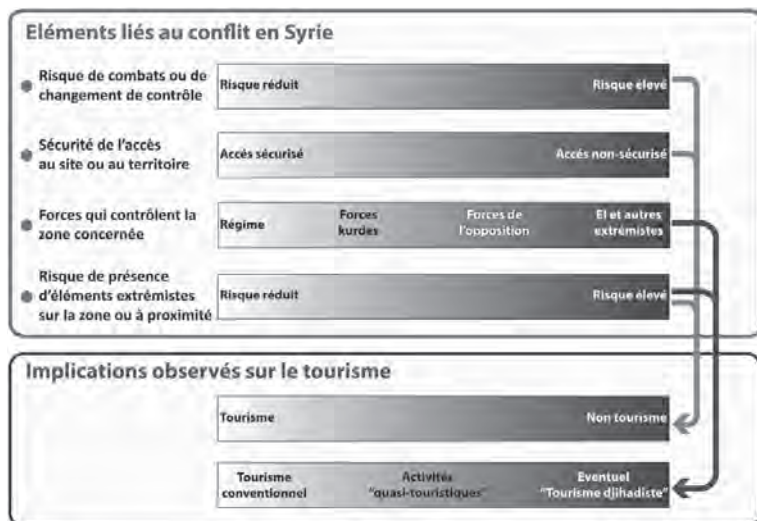 Eléments liés au conflit en Syrie
Risque de combats ou de
changement de contrôle
Risque réduit
Risque élevé
Sécurité de l'accès
au site ou au territoire
Accès sécurisé
Accés non-sécurisé
Forces qui contrôlent la
zone concernée
Régime
Forces
kurdes
Forces de
l'opposition
EI et autres
extrémistes
Risque de présence
d'éléments extrémistes
sur la zone ou à proximité
Risque réduit
Risque élevé
Implications observés sur le tourisme
Tourisme
Non tourisme
Tourisme
conventionnel
Activités
"quasi-touristiques"
Eventuel
"Tourisme djihadiste"